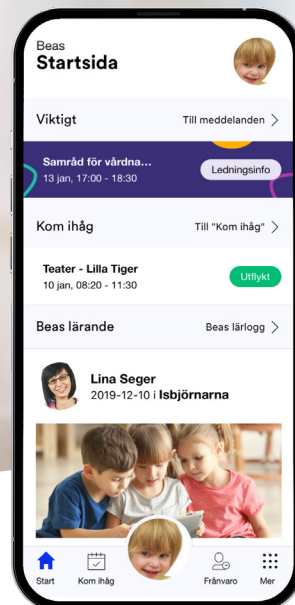 Beas
Startsida
Viktigt
Till meddelanden
Samråd för vårdna...
13 jan, 17:00 - 18:30
Ledningsinfo
Kom ihåg
Till "Kom ihåg"
Teater - Lilla Tiger
10 jan, 08:20 - 11:30
Utflykt
Beas lärande
Beas lärlogg
Lina Seger
2019-12-10 i Isbjörnarna
Start
Kom ihåg
Frånvaro
Mer